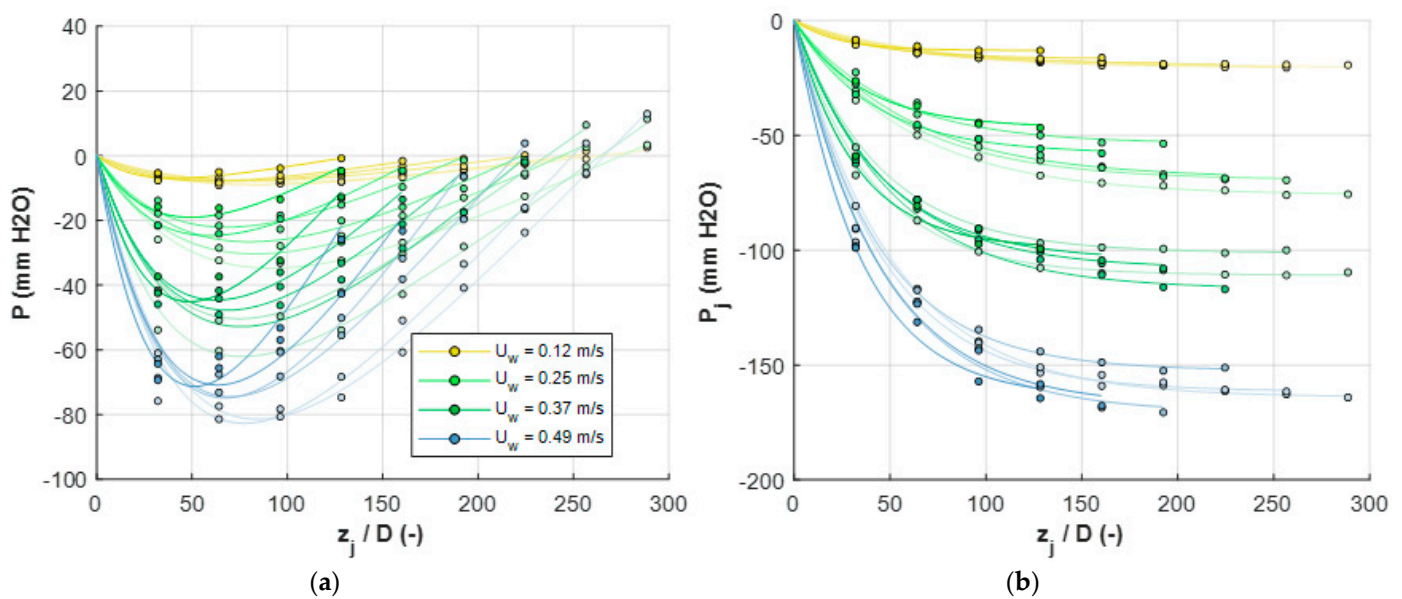 40
20
0
-20
-40
-60
-80
-100
P (mm H2O)
0 50 100 150 200 250 300
z_j / D (-)
U_w = 0.12 m/s
U_w = 0.25 m/s
U_w = 0.37 m/s
U_w = 0.49 m/s
(a)
0
-50
-100
-150
-200
P_j (mm H2O)
0 50 100 150 200 250 300
z_j / D (-)
(b)